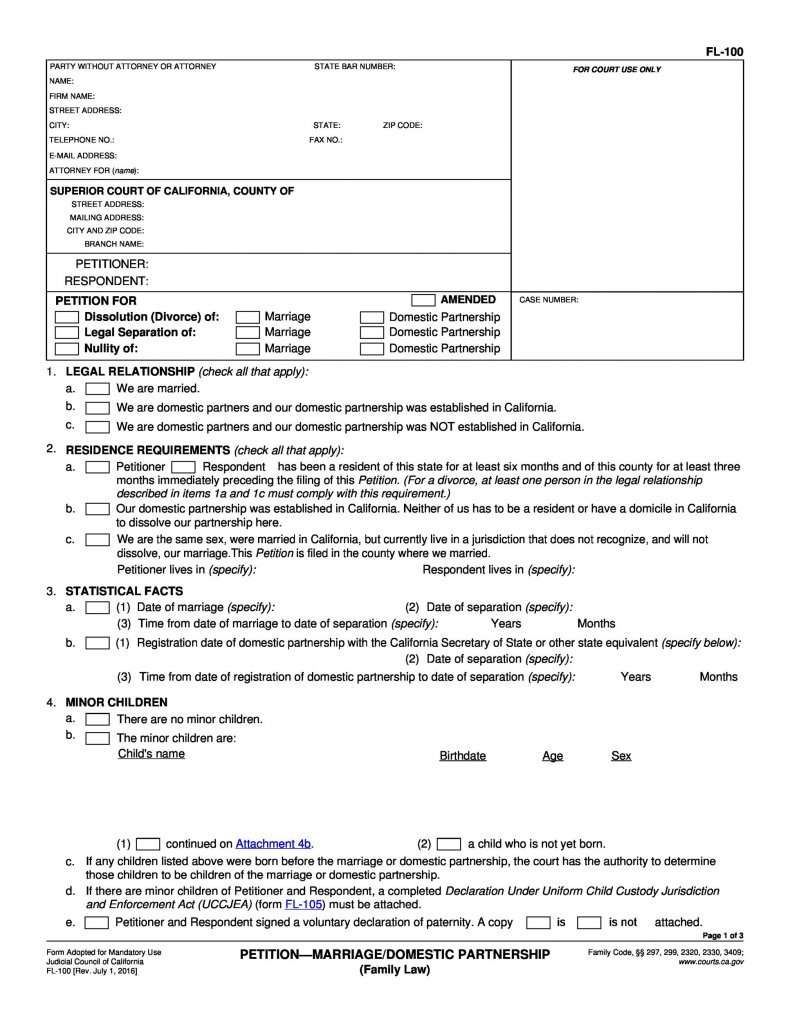 FL-100
PARTY WITHOUT ATTORNEY OR ATTORNEY STATE BAR NUMBER:
NAME:
FIRM NAME:
STREET ADDRESS:
CITY: STATE: ZIP CODE:
TELEPHONE NO.: FAX NO.:
E-MAIL ADDRESS:
ATTORNEY FOR (name):
FOR COURT USE ONLY
SUPERIOR COURT OF CALIFORNIA, COUNTY OF
STREET ADDRESS:
MAILING ADDRESS:
CITY AND ZIP CODE:
BRANCH NAME:
PETITIONER:
RESPONDENT:
PETITION FOR AMENDED
Dissolution (Divorce) of: Marriage Domestic Partnership
Legal Separation of: Marriage Domestic Partnership
Nullity of: Marriage Domestic Partnership
CASE NUMBER:
1. LEGAL RELATIONSHIP (check all that apply):
a. We are married.
b. We are domestic partners and our domestic partnership was established in California.
c. We are domestic partners and our domestic partnership was NOT established in California.
2. RESIDENCE REQUIREMENTS (check all that apply):
a. Petitioner Respondent has been a resident of this state for at least six months and of this county for at least three
months immediately preceding the filing of this Petition. (For a divorce, at least one person in the legal relationship
described in items 1a and 1c must comply with this requirement.)
b. Our domestic partnership was established in California. Neither of us has to be a resident or have a domicile in California
to dissolve our partnership here.
c. We are the same sex, were married in California, but currently live in a jurisdiction that does not recognize, and will not
dissolve, our marriage.This Petition is filed in the county where we married.
Petitioner lives in (specify): Respondent lives in (specify):
3. STATISTICAL FACTS
a. (1) Date of marriage (specify): (2) Date of separation (specify):
(3) Time from date of marriage to date of separation (specify): Years Months
b. (1) Registration date of domestic partnership with the California Secretary of State or other state equivalent (specify below):
(2) Date of separation (specify):
(3) Time from date of registration of domestic partnership to date of separation (specify): Years Months
4. MINOR CHILDREN
a. There are no minor children.
b. The minor children are:
Child's name Birthdate Age Sex
(1) continued on Attachment 4b. (2) a child who is not yet born.
c. If any children listed above were born before the marriage or domestic partnership, the court has the authority to determine
those children to be children of the marriage or domestic partnership.
d. If there are minor children of Petitioner and Respondent, a completed Declaration Under Uniform Child Custody Jurisdiction
and Enforcement Act (UCCJEA) (form FL-105) must be attached.
e. Petitioner and Respondent signed a voluntary declaration of paternity. A copy is is not attached.
Page 1 of 3
Form Adopted for Mandatory Use
Judicial Council of California
FL-100 [Rev. July 1, 2016]
PETITION—MARRIAGE/DOMESTIC PARTNERSHIP
(Family Law)
Family Code, §§ 297, 299, 2320, 2330, 3409;
www.courts.ca.gov